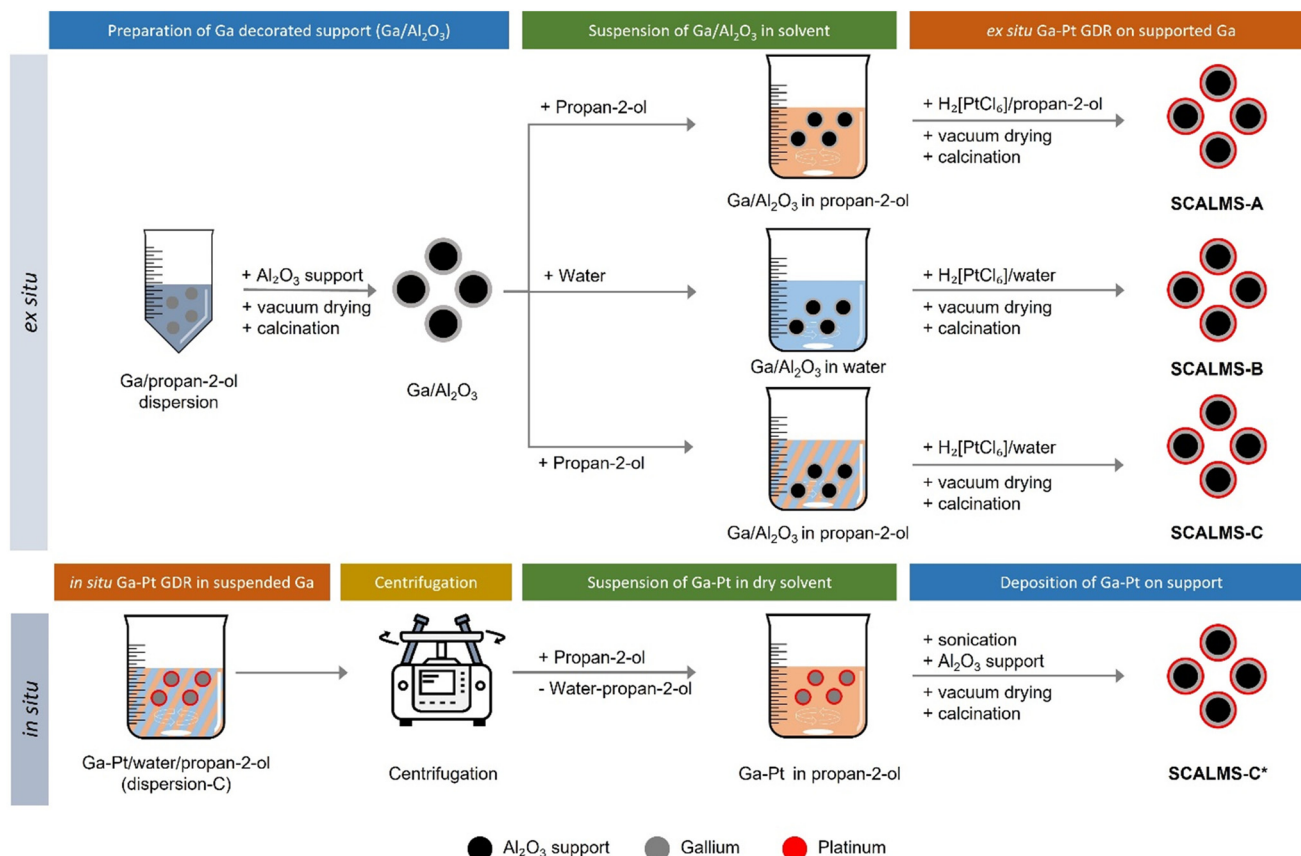 Preparation of Ga decorated support (Ga/Al₂O₃)
Suspension of Ga/Al₂O₃ in solvent
ex situ Ga-Pt GDR on supported Ga
ex situ
Ga/propan-2-ol
dispersion
+ Al₂O₃ support
+ vacuum drying
+ calcination
Ga/Al₂O₃
+ Propan-2-ol
Ga/Al₂O₃ in propan-2-ol
+ H₂[PtCl₆]/propan-2-ol
+ vacuum drying
+ calcination
SCALMS-A
+ Water
Ga/Al₂O₃ in water
+ H₂[PtCl₆]/water
+ vacuum drying
+ calcination
SCALMS-B
+ Propan-2-ol
Ga/Al₂O₃ in propan-2-ol
+ H₂[PtCl₆]/water
+ vacuum drying
+ calcination
SCALMS-C
in situ Ga-Pt GDR in suspended Ga
Centrifugation
Suspension of Ga-Pt in dry solvent
Deposition of Ga-Pt on support
in situ
Ga-Pt/water/propan-2-ol
(dispersion-C)
Centrifugation
+ Propan-2-ol
- Water-propan-2-ol
Ga-Pt in propan-2-ol
+ sonication
+ Al₂O₃ support
+ vacuum drying
+ calcination
SCALMS-C*
Al₂O₃ support
Gallium
Platinum